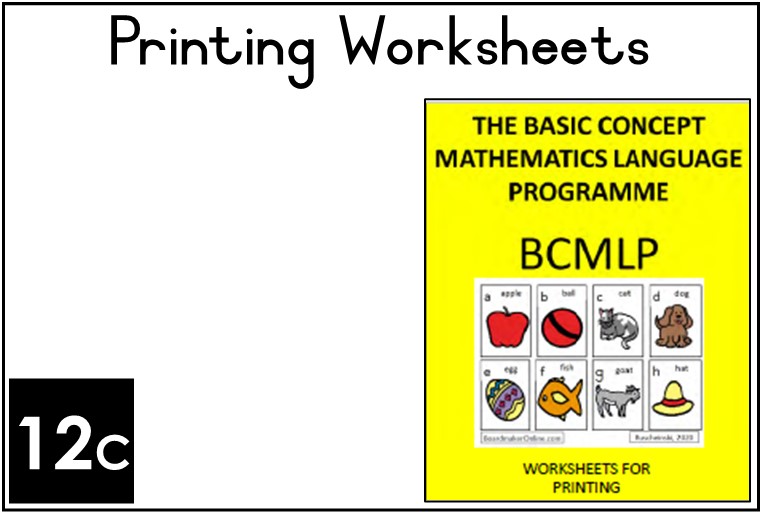 Printing Worksheets
THE BASIC CONCEPT
MATHEMATICS LANGUAGE
PROGRAMME
BCMLP
a apple b ball c cat d dog
e egg f fish g goat h hat
BoardmakerOnline.com Ruscheinski, 2020
WORKSHEETS FOR
PRINTING
12c